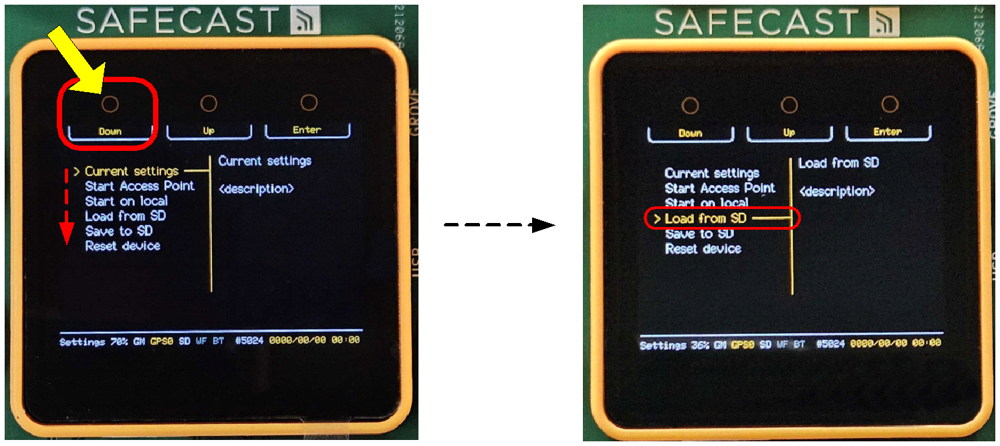 SAFECAST
Down Up Enter
> Current settings
Start Access Point
Start on local
Load from SD
Save to SD
Reset device
Current settings
<description>
Settings 70% GM GPS0 SD WF BT #5024 0000/00/00 00:00
GROVE
USB
SAFECAST
Down Up Enter
Current settings
Start Access Point
Start on local
> Load from SD
Save to SD
Reset device
Load from SD
<description>
Settings 36% GM GPS0 SD WF BT #5024 0000/00/00 00:00